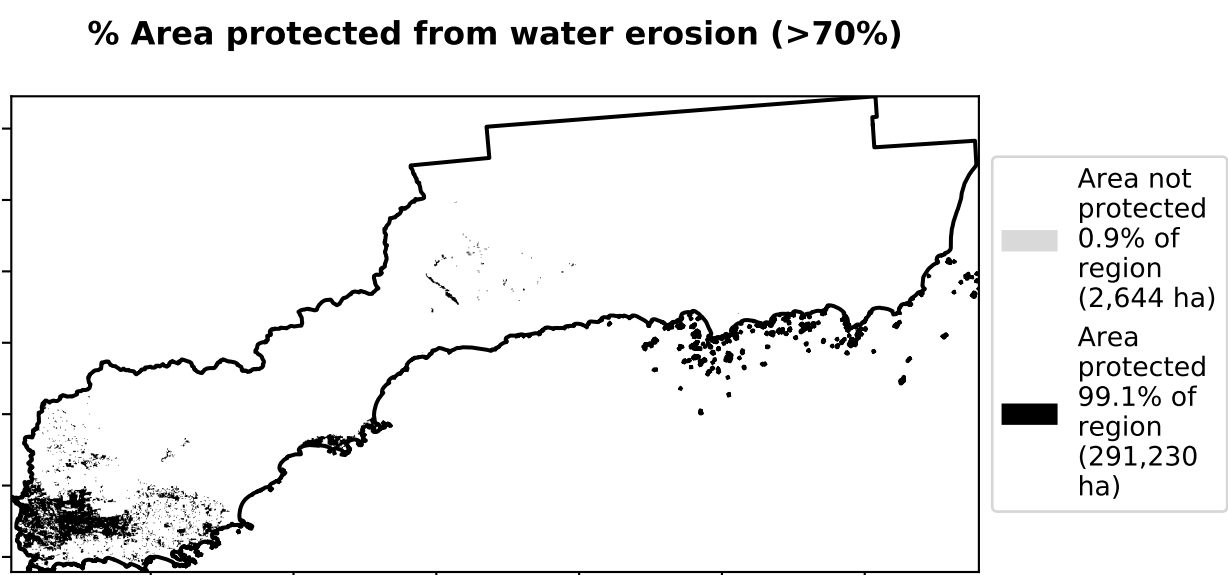 % Area protected from water erosion (>70%)
Area not
protected
0.9% of
region
(2,644 ha)
Area
protected
99.1% of
region
(291,230
ha)